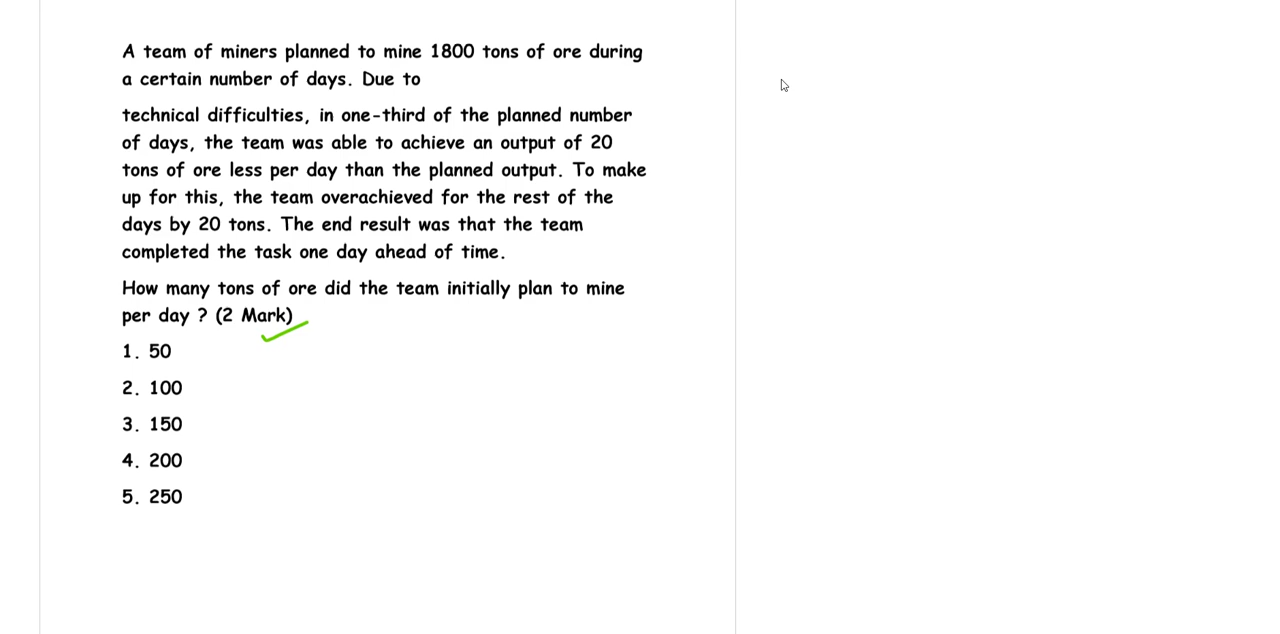 A team of miners planned to mine 1800 tons of ore during
a certain number of days. Due to
technical difficulties, in one-third of the planned number
of days, the team was able to achieve an output of 20
tons of ore less per day than the planned output. To make
up for this, the team overachieved for the rest of the
days by 20 tons. The end result was that the team
completed the task one day ahead of time.
How many tons of ore did the team initially plan to mine
per day ? (2 Mark)
1. 50
2. 100
3. 150
4. 200
5. 250